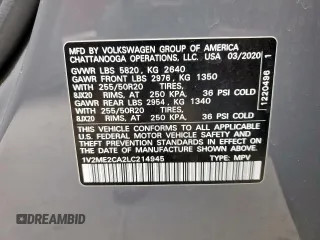 MFD BY VOLKSWAGEN GROUP OF AMERICA
CHATTANOOGA OPERATIONS, LLC. USA 03/2020
GVWR LBS 5820, KG 2640
GAWR FRONT LBS 2976, KG 1350
WITH 255/50R20 TIRES,
8JX20 RIMS, AT 250 KPA, 36 PSI COLD
GAWR REAR LBS 2954, KG 1340
WITH 255/50R20 TIRES,
8JX20 RIMS, AT 250 KPA, 36 PSI COLD
THIS VEHICLE CONFORMS TO ALL APPLICABLE
U.S. FEDERAL MOTOR VEHICLE SAFETY
STANDARDS IN EFFECT ON THE DATE OF
MANUFACTURE SHOWN ABOVE.
1V2ME2CA2LC214945 TYPE: MPV
1220496 1
DREAMBID.COM